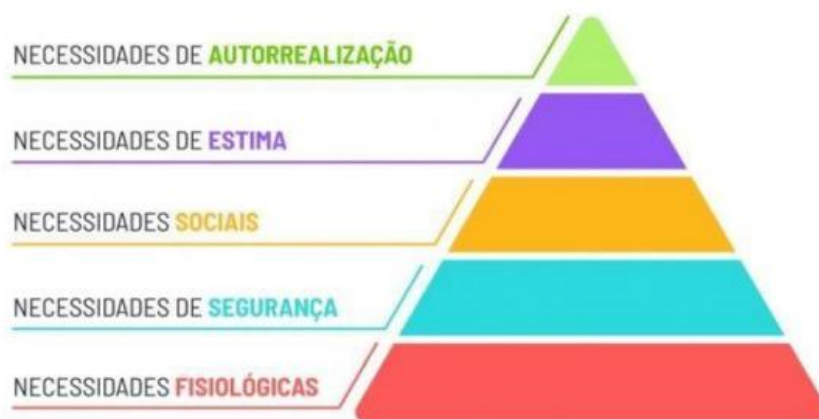 NECESSIDADES DE AUTORREALIZAÇÃO
NECESSIDADES DE ESTIMA
NECESSIDADES SOCIAIS
NECESSIDADES DE SEGURANÇA
NECESSIDADES FISIOLÓGICAS